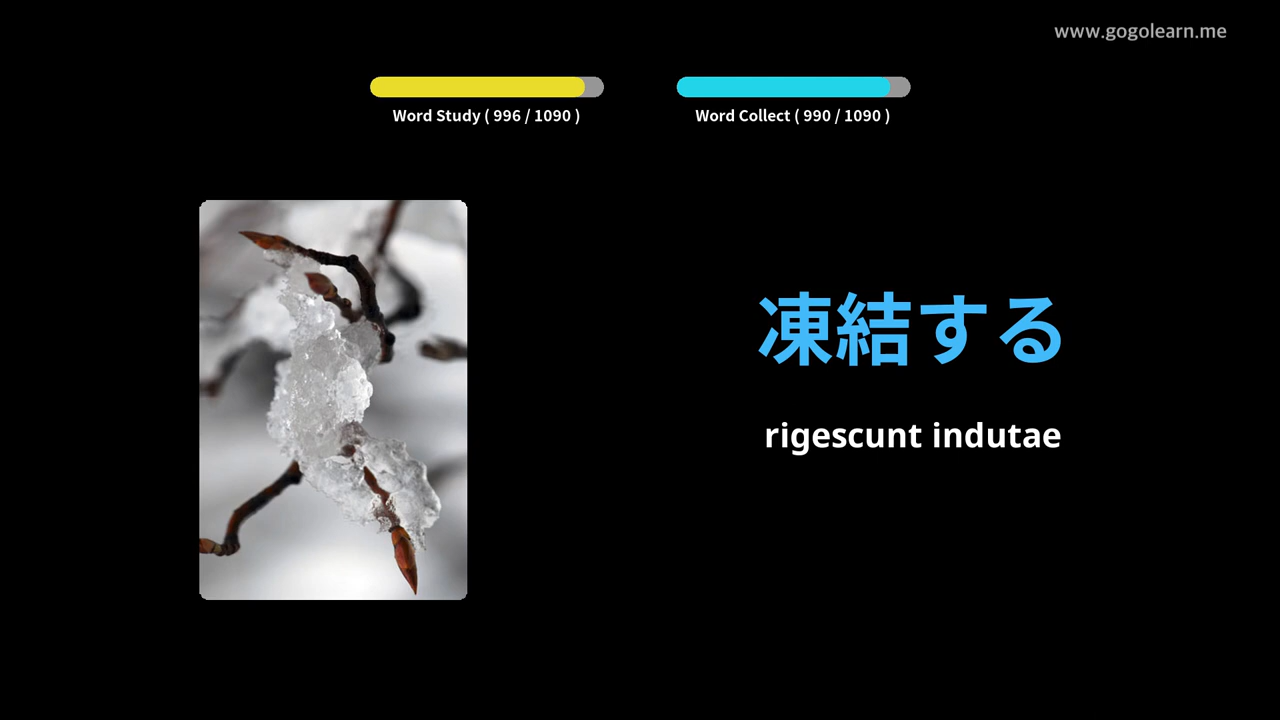 www.gogolearn.me
Word Study ( 996 / 1090 )
Word Collect ( 990 / 1090 )
凍結する
rigescunt indutae